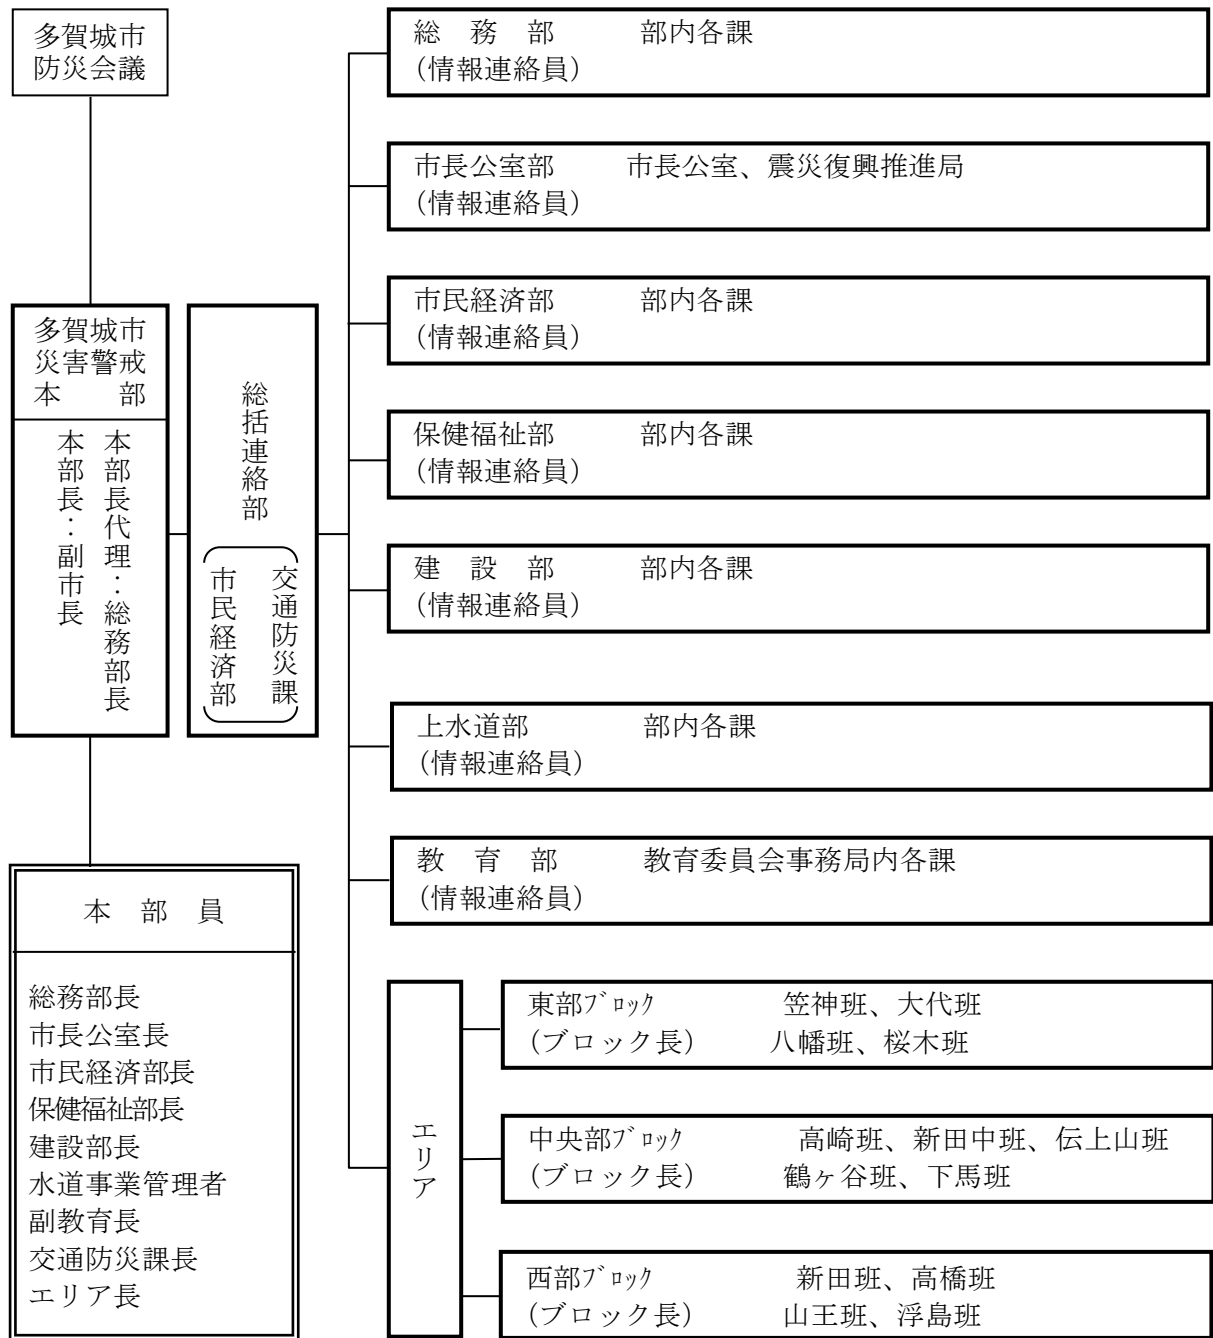 多賀城市
防災会議
多賀城市
災害警戒
本　　部
本部長代理：総務部長
本部長：副市長
総括連絡部
交通防災課
市民経済部
本　部　員
総務部長
市長公室長
市民経済部長
保健福祉部長
建設部長
水道事業管理者
副教育長
交通防災課長
エリア長
総　務　部　　　部内各課
(情報連絡員)
市長公室部　　　市長公室、震災復興推進局
(情報連絡員)
市民経済部　　　部内各課
(情報連絡員)
保健福祉部　　　部内各課
(情報連絡員)
建　設　部　　　部内各課
(情報連絡員)
上水道部　　　部内各課
(情報連絡員)
教　育　部　　　教育委員会事務局内各課
(情報連絡員)
エリア
東部ﾌﾞﾛｯｸ　　　笠神班、大代班
(ブロック長)　　　八幡班、桜木班
中央部ﾌﾞﾛｯｸ　　　高崎班、新田中班、伝上山班
(ブロック長)　　　鶴ヶ谷班、下馬班
西部ﾌﾞﾛｯｸ　　　新田班、高橋班
(ブロック長)　　　山王班、浮島班